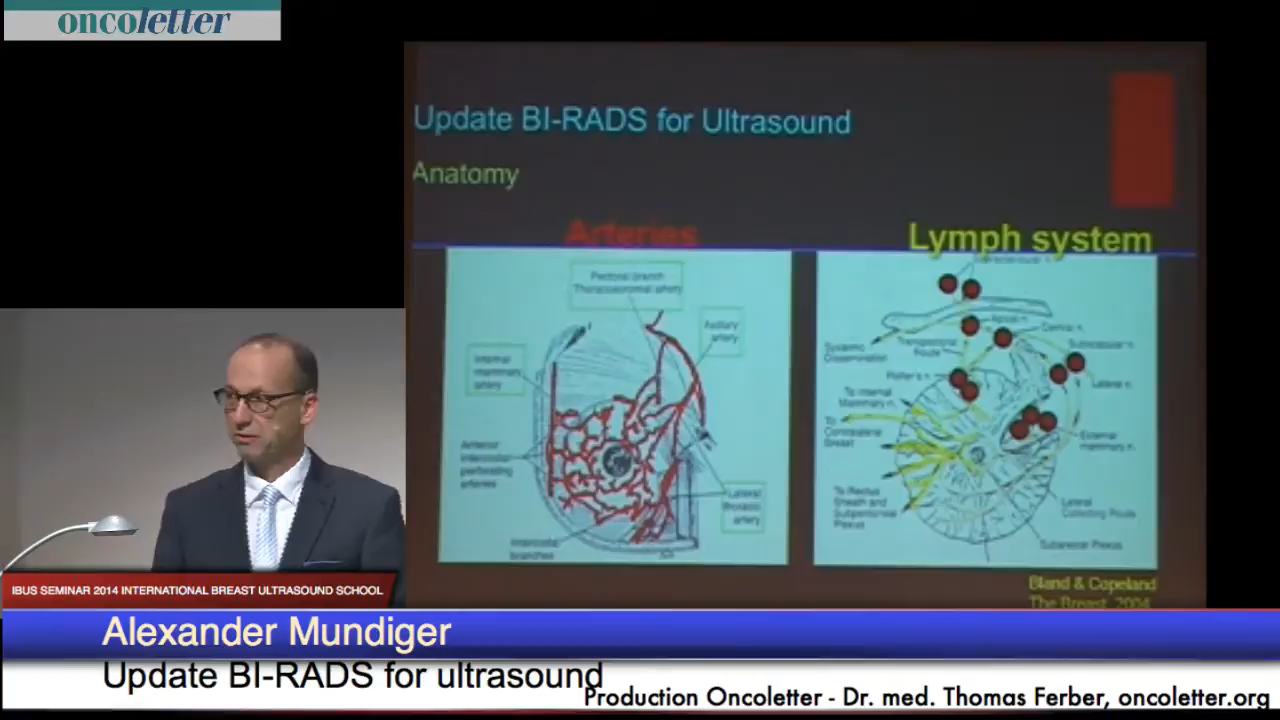 oncoletter
Update BI-RADS for Ultrasound
Anatomy
Arteries
Lymph system
Pectoral branch
Thoracoacromial artery
Axillary
artery
Internal
mammary
artery
Anterior
intercostal
perforating
arteries
Lateral
thoracic
artery
Intercostal
branches
Apical n.
Central n.
Subscapular n.
Systemic
Dissemination
Transpectoral
Route
Rotter's n.
Lateral n.
To Internal
Mammary n.
To
Contralateral
Breast
External
mammary n.
To Rectus
Sheath and
Subperitoneal
Plexus
Lateral
Collecting Route
Subareolar Plexus
Bland & Copeland
The Breast, 2004
IBUS SEMINAR 2014 INTERNATIONAL BREAST ULTRASOUND SCHOOL
Alexander Mundiger
Update BI-RADS for ultrasound
Production Oncoletter - Dr. med. Thomas Ferber, oncoletter.org